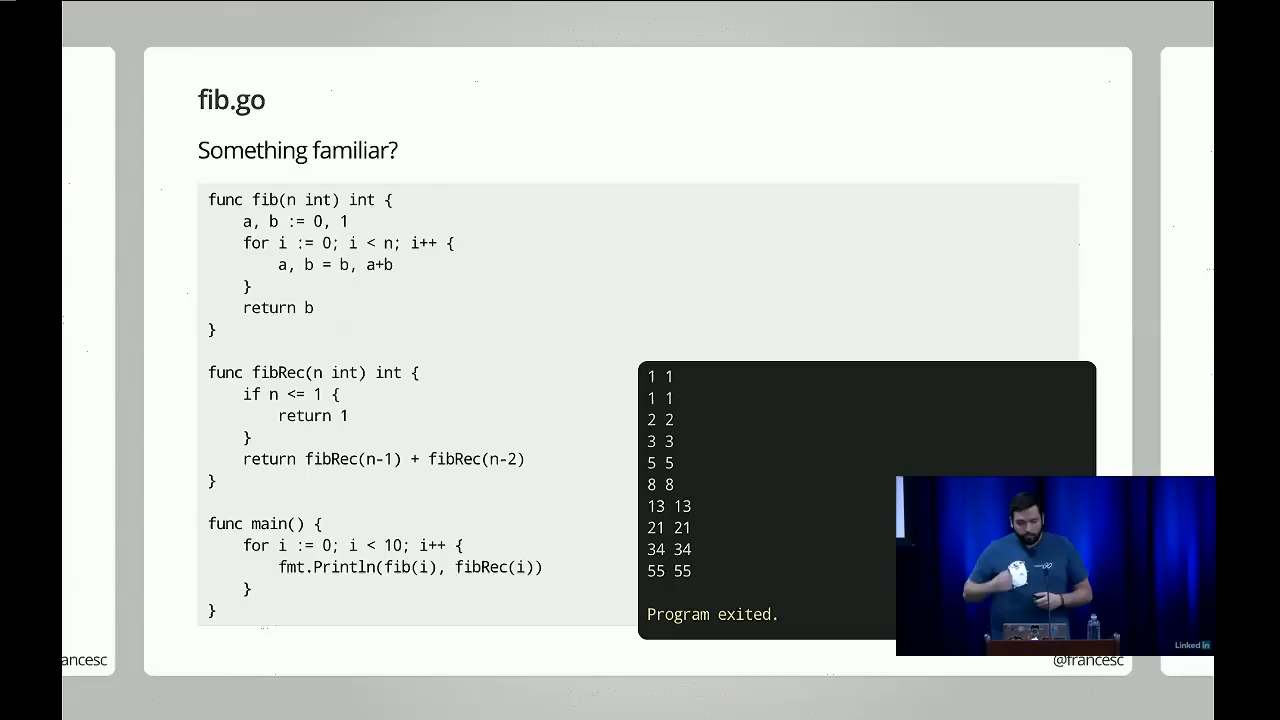 fib.go
Something familiar?
func fib(n int) int {
    a, b := 0, 1
    for i := 0; i < n; i++ {
        a, b = b, a+b
    }
    return b
}
func fibRec(n int) int {
    if n <= 1 {
        return 1
    }
    return fibRec(n-1) + fibRec(n-2)
}
func main() {
    for i := 0; i < 10; i++ {
        fmt.Println(fib(i), fibRec(i))
    }
}
1 1
1 1
2 2
3 3
5 5
8 8
13 13
21 21
34 34
55 55
Program exited.
Linked in
ancesc
@francesc